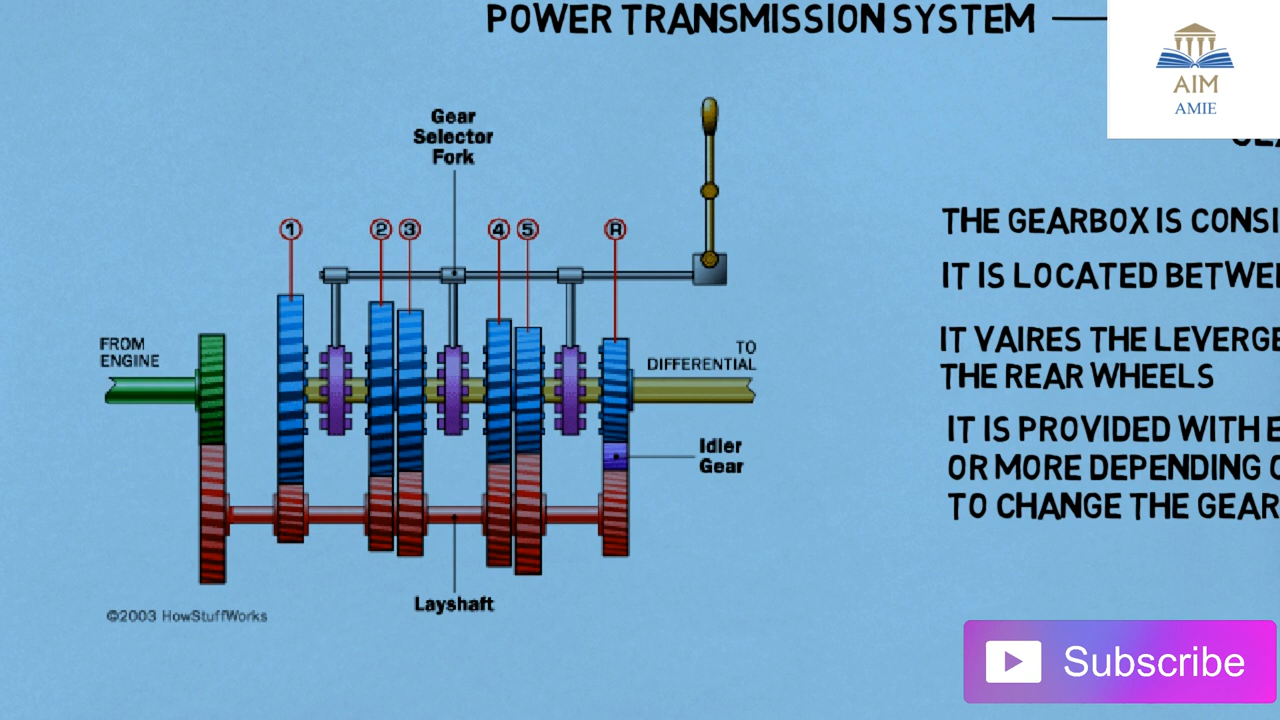 POWER TRANSMISSION SYSTEM
AIM
AMIE
Gear
Selector
Fork
1 2 3 4 5 R
THE GEARBOX IS CONSI
IT IS LOCATED BETWEE
FROM
ENGINE
TO
DIFFERENTIAL
IT VAIRES THE LEVERGE
THE REAR WHEELS
IT IS PROVIDED WITH E
OR MORE DEPENDING O
TO CHANGE THE GEAR
Idler
Gear
Layshaft
©2003 HowStuffWorks
Subscribe